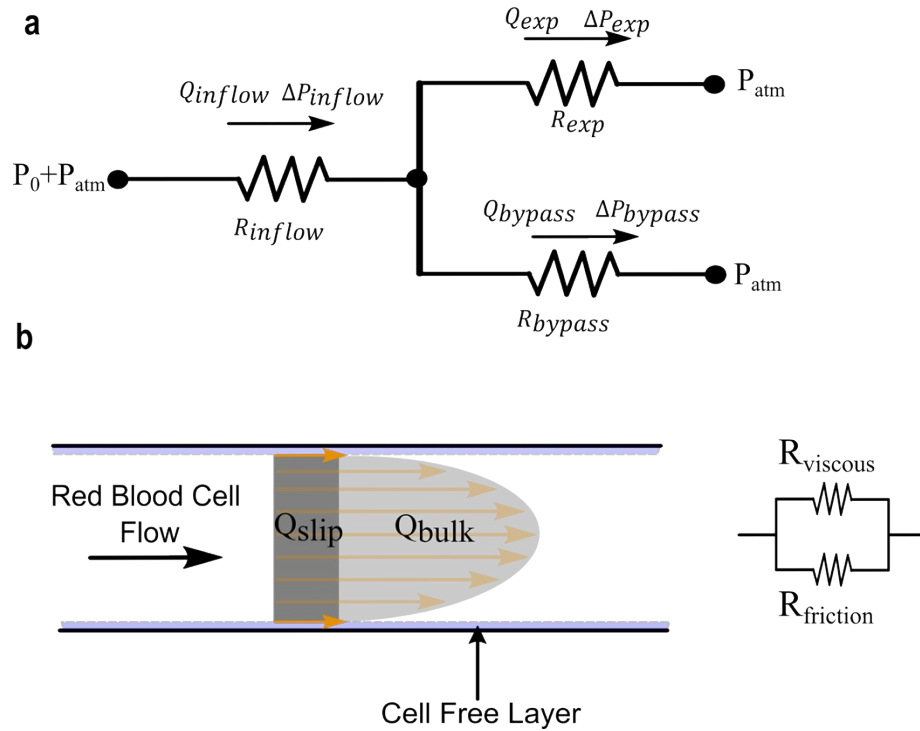 a
Q_exp ΔP_exp
P_atm
R_exp
Q_inflow ΔP_inflow
P_0+P_atm
R_inflow
Q_bypass ΔP_bypass
P_atm
R_bypass
b
Red Blood Cell
Flow
Q_slip Q_bulk
R_viscous
R_friction
Cell Free Layer